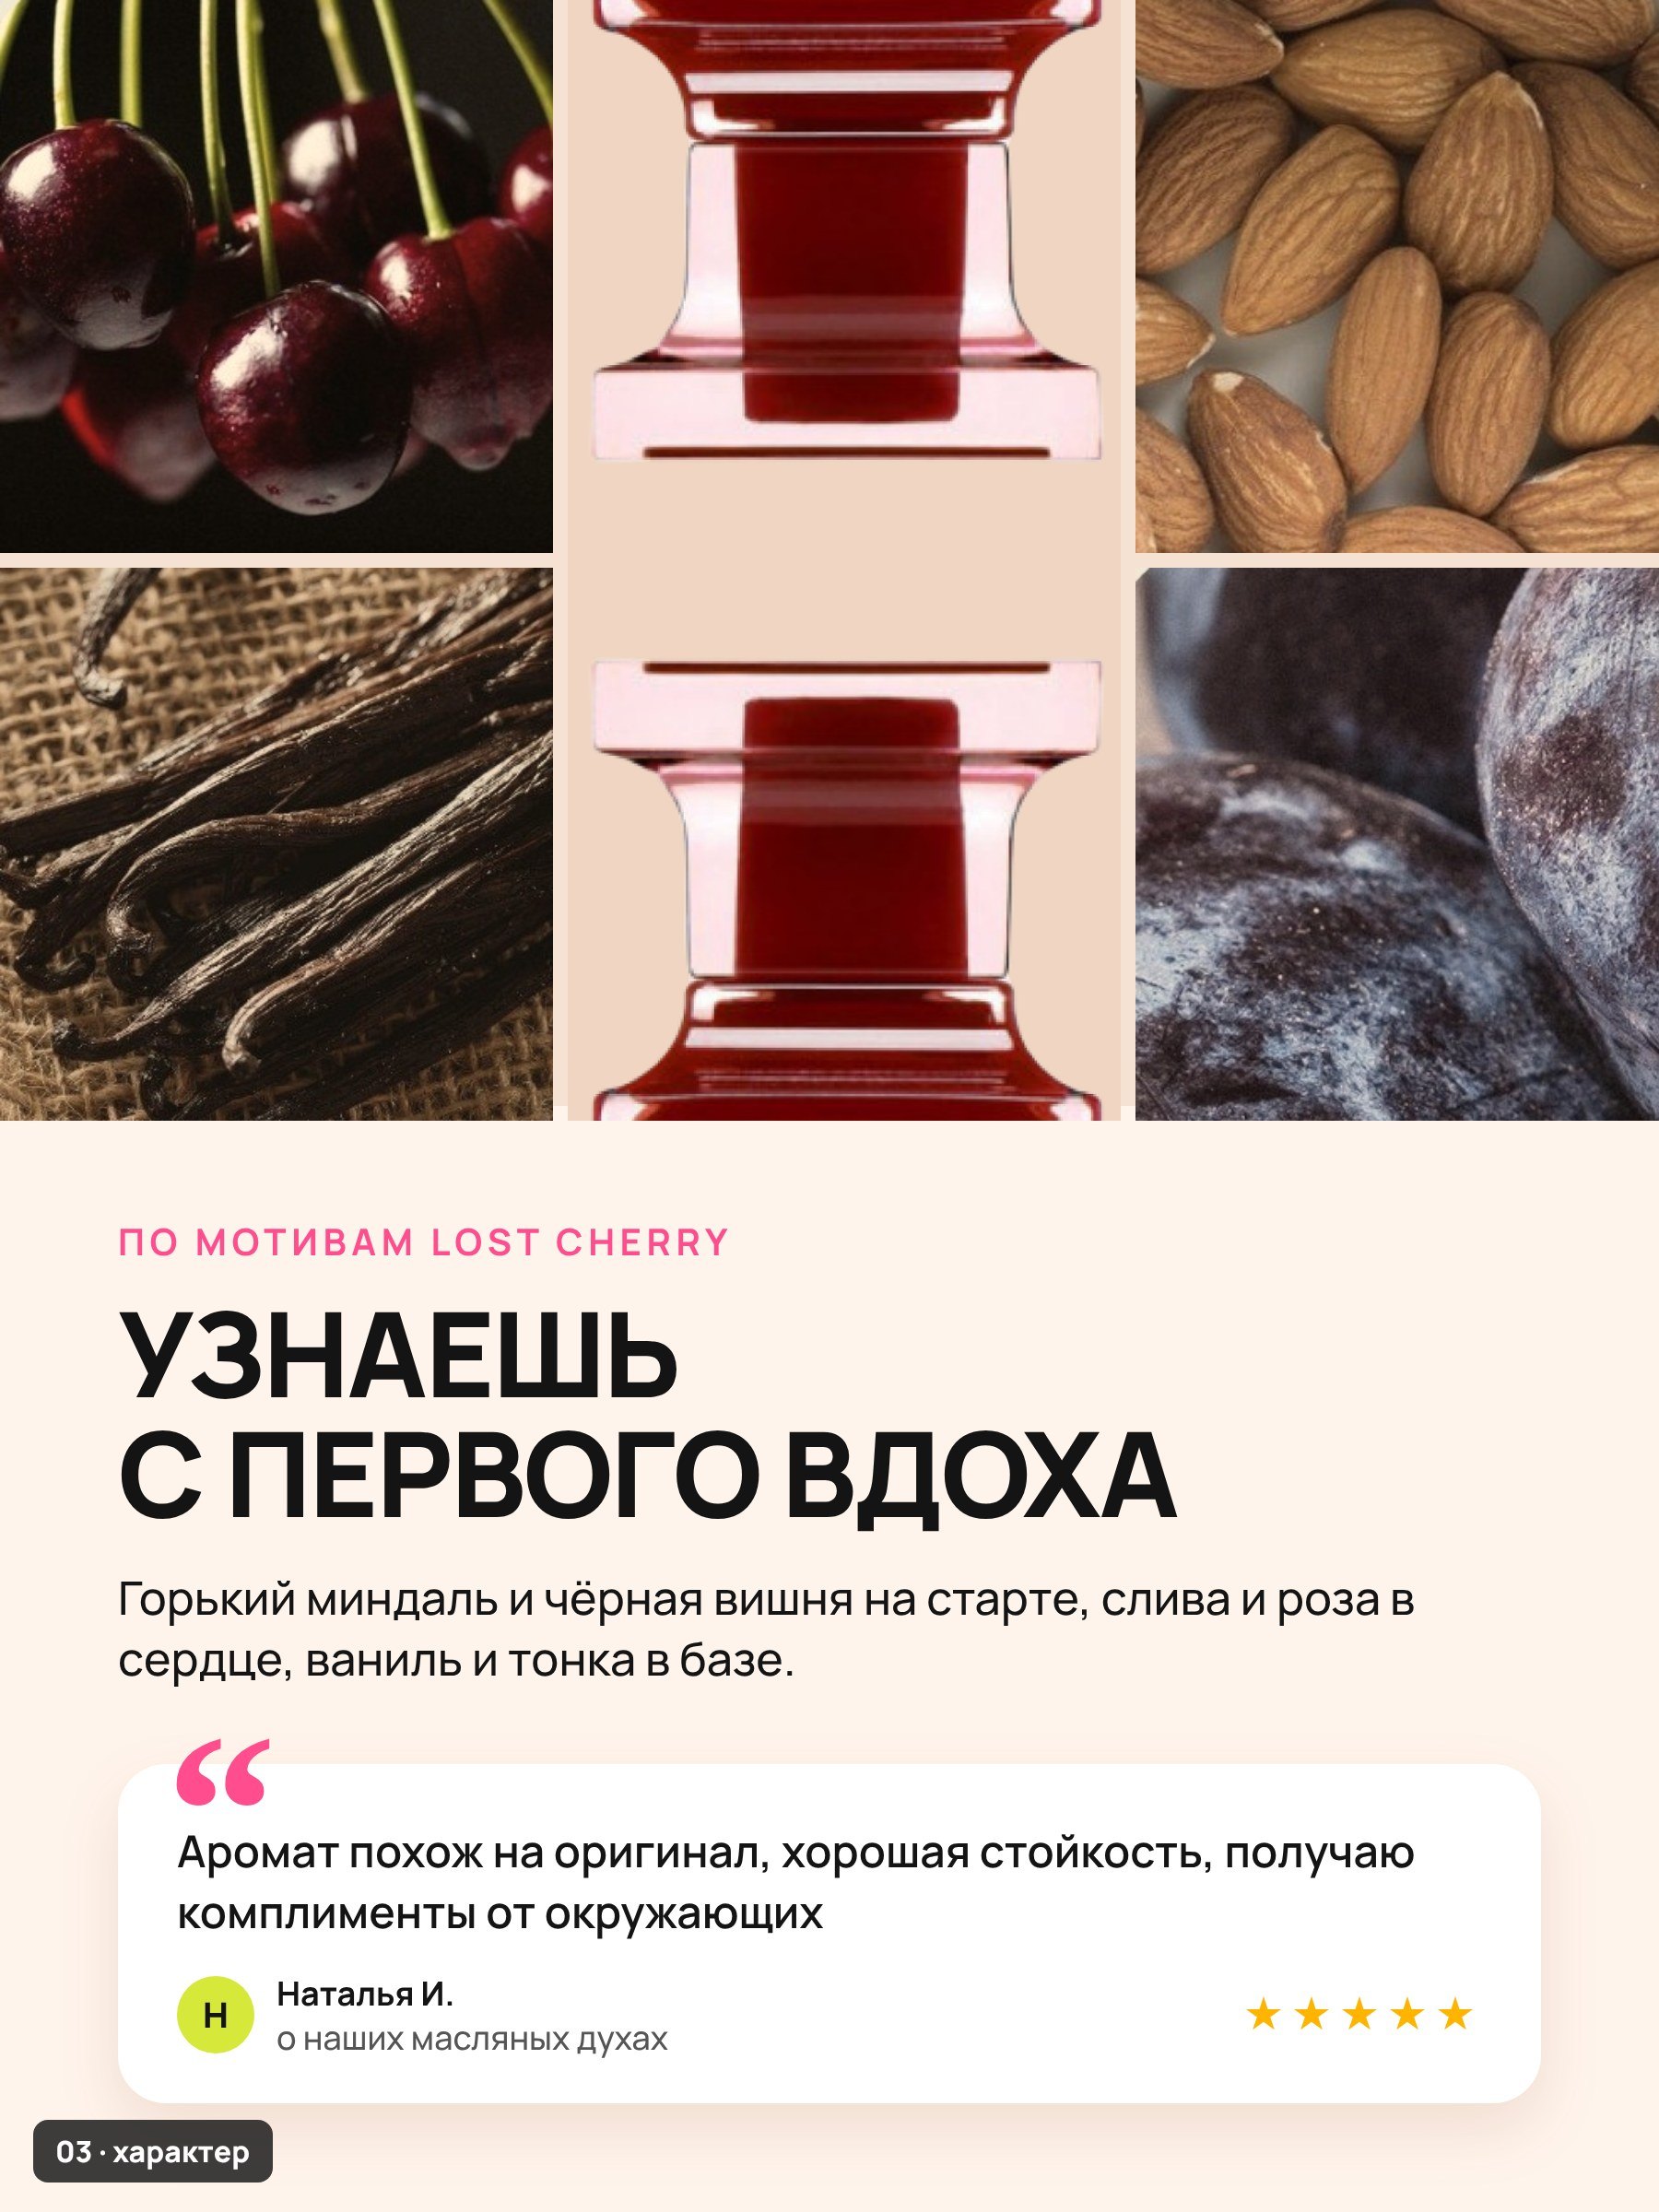 ПО МОТИВАМ LOST CHERRY
УЗНАЕШЬ
С ПЕРВОГО ВДОХА
Горький миндаль и чёрная вишня на старте, слива и роза в
сердце, ваниль и тонка в базе.
“
Аромат похож на оригинал, хорошая стойкость, получаю
комплименты от окружающих
Н
Наталья И.
о наших масляных духах
★★★★★
03 · характер